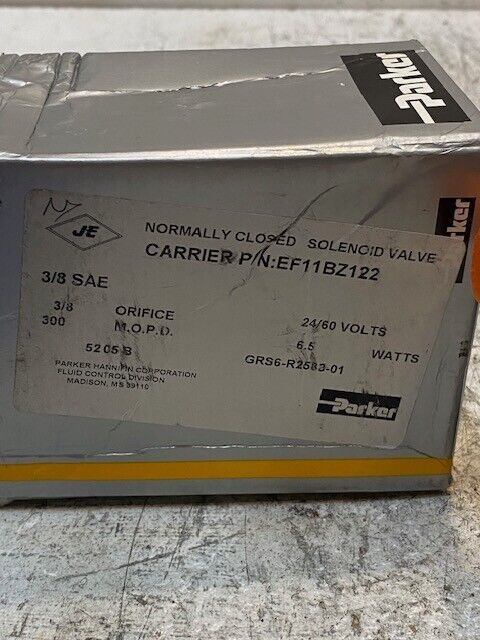 Parker
Parker
JE
NORMALLY CLOSED SOLENOID VALVE
CARRIER P/N:EF11BZ122
3/8 SAE
3/8 ORIFICE 24/60 VOLTS
300 M.O.P.D. 6.5 WATTS
5205 B GRS6-R2583-01
PARKER HANNIFIN CORPORATION
FLUID CONTROL DIVISION
MADISON, MS 39110
Parker